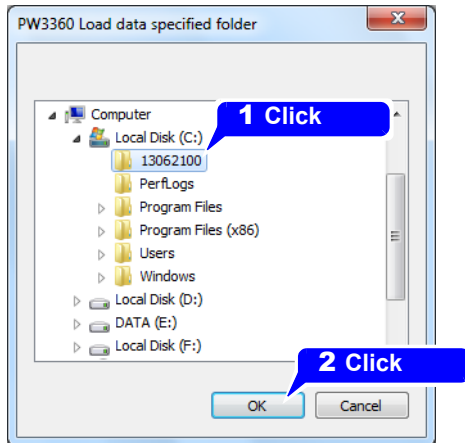 PW3360 Load data specified folder
Computer
1 Click
Local Disk (C:)
13062100
PerfLogs
Program Files
Program Files (x86)
Users
Windows
Local Disk (D:)
DATA (E:)
Local Disk (F:)
2 Click
OK
Cancel